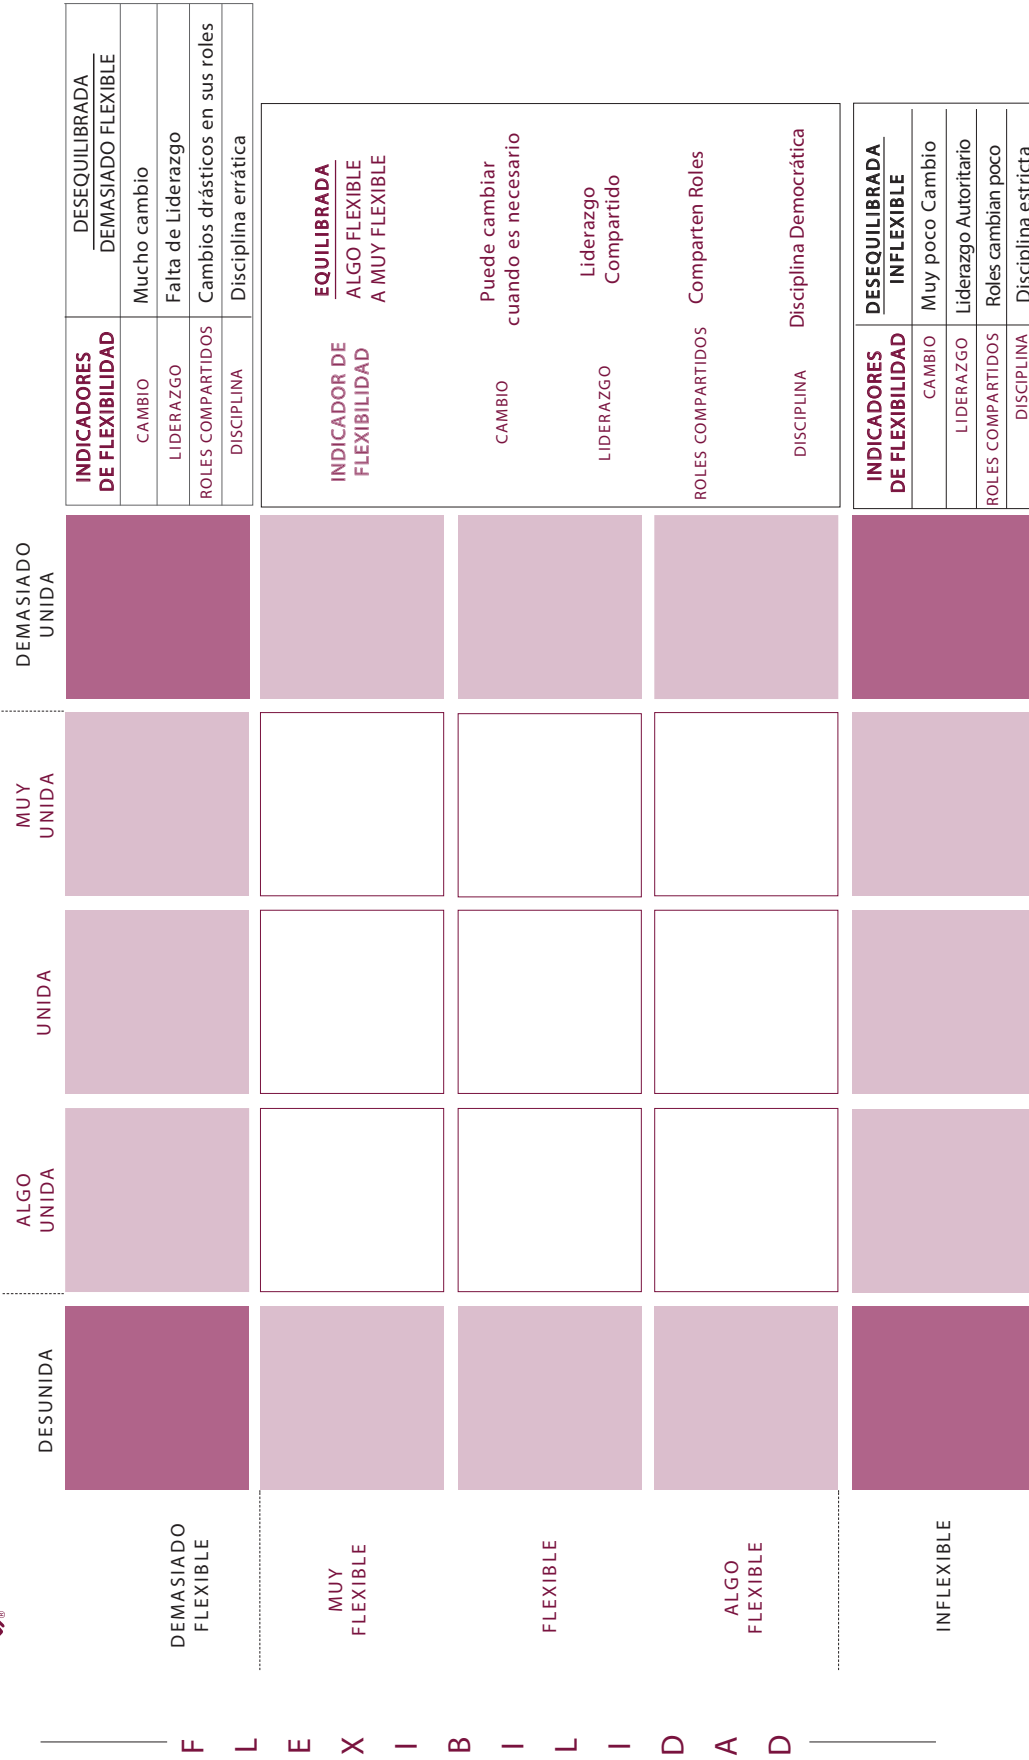 ®
DESUNIDA
ALGO
UNIDA
UNIDA
MUY
UNIDA
DEMASIADO
UNIDA
FLEXIBILIDAD
DEMASIADO
FLEXIBLE
INDICADORES
DE FLEXIBILIDAD
DESEQUILIBRADA
DEMASIADO FLEXIBLE
CAMBIO
Mucho cambio
LIDERAZGO
Falta de Liderazgo
ROLES COMPARTIDOS
Cambios drásticos en sus roles
DISCIPLINA
Disciplina errática
MUY
FLEXIBLE
FLEXIBLE
ALGO
FLEXIBLE
INDICADOR DE
FLEXIBILIDAD
EQUILIBRADA
ALGO FLEXIBLE
A MUY FLEXIBLE
CAMBIO
Puede cambiar
cuando es necesario
LIDERAZGO
Liderazgo
Compartido
ROLES COMPARTIDOS
Comparten Roles
DISCIPLINA
Disciplina Democrática
INFLEXIBLE
INDICADORES
DE FLEXIBILIDAD
DESEQUILIBRADA
INFLEXIBLE
CAMBIO
Muy poco Cambio
LIDERAZGO
Liderazgo Autoritario
ROLES COMPARTIDOS
Roles cambian poco
DISCIPLINA
Disciplina estricta